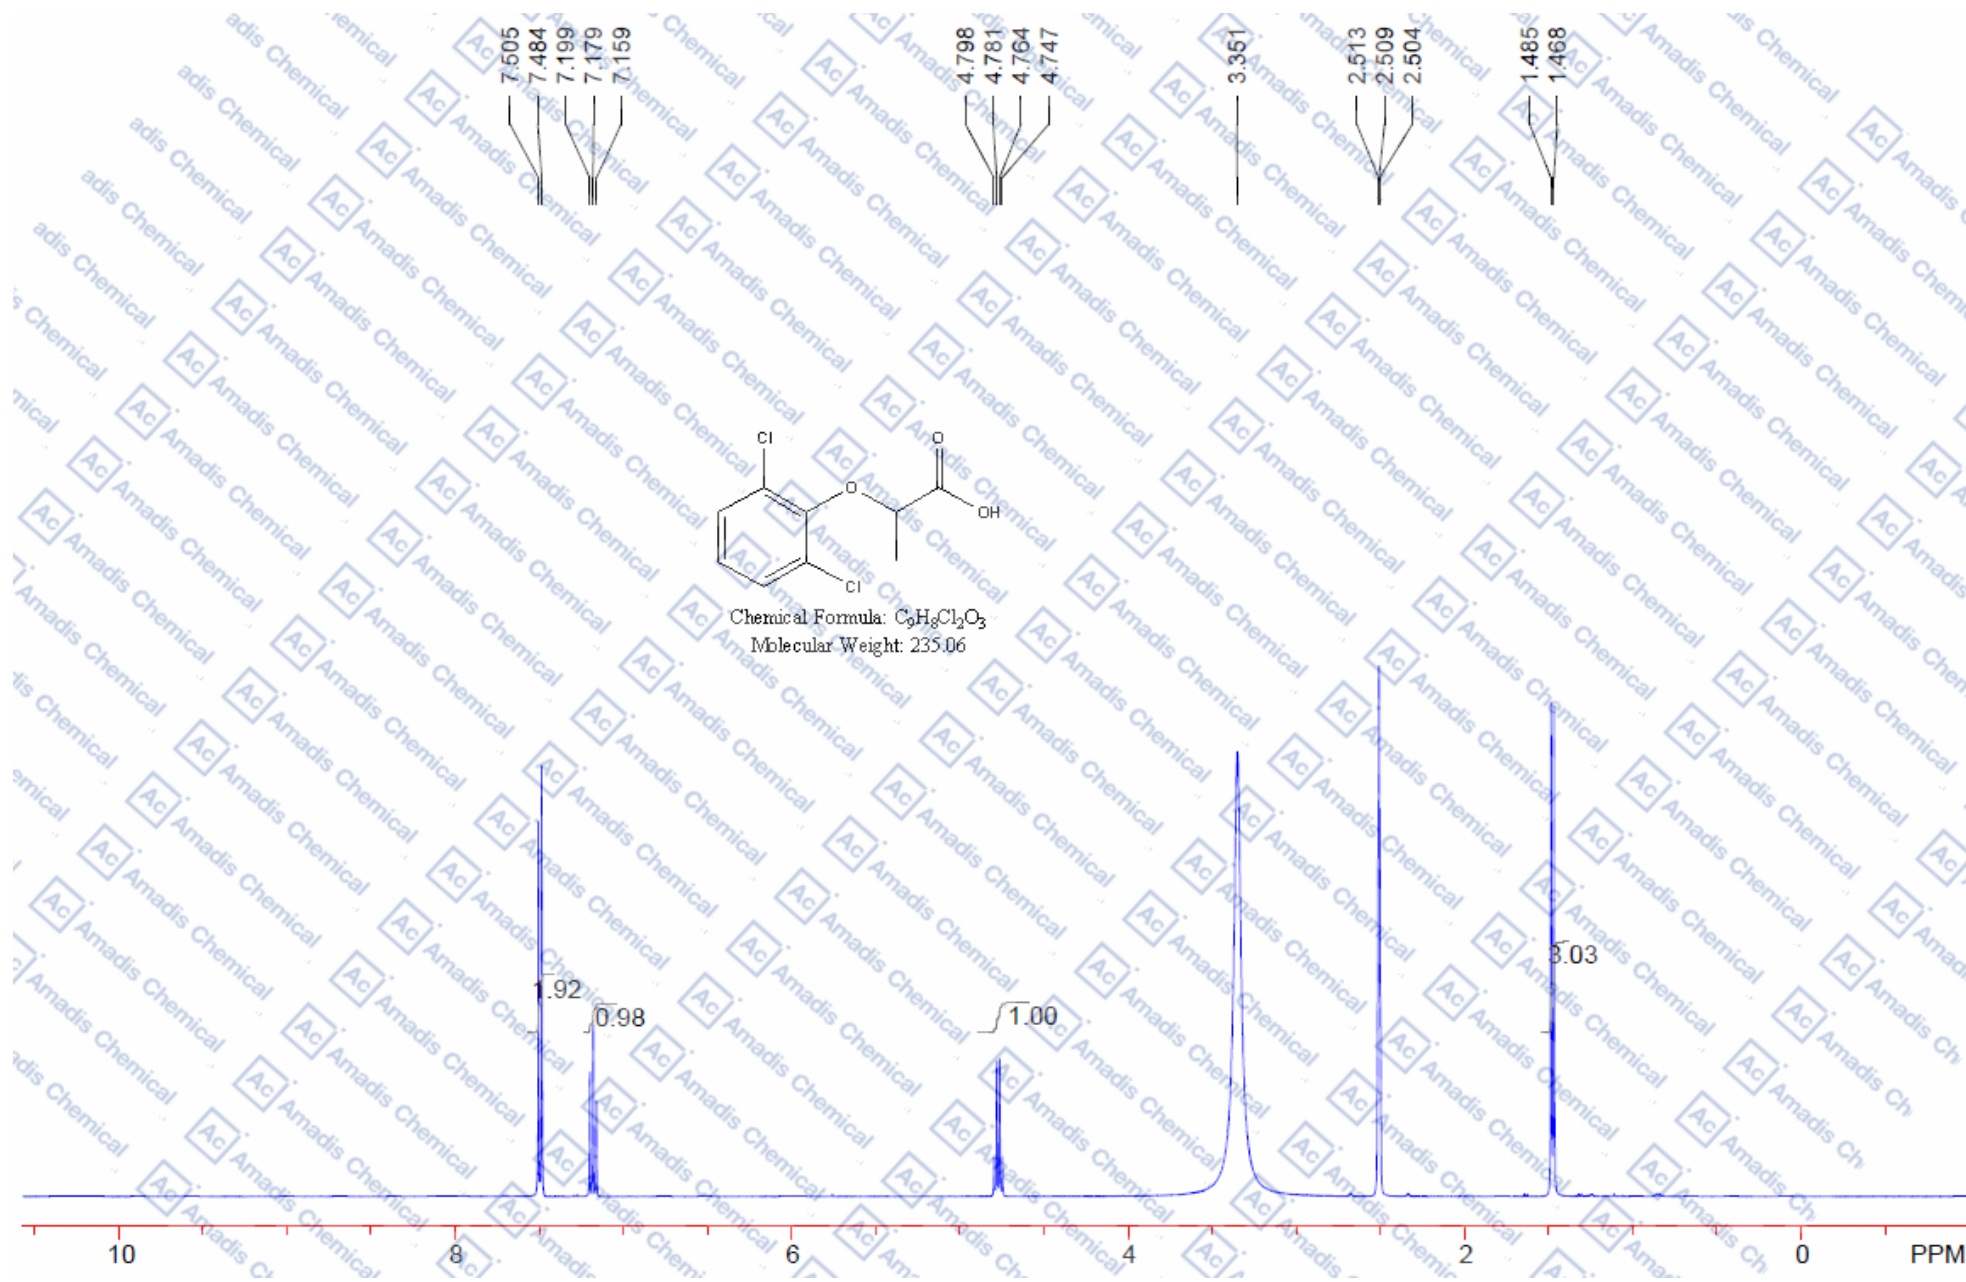 7.505
7.484
7.199
7.179
7.159
4.798
4.781
4.764
4.747
3.351
2.513
2.509
2.504
1.485
1.468
Cl
O
O
OH
Cl
Chemical Formula: C9H8Cl2O3
Molecular Weight: 235.06
3.03
1.92
0.98
1.00
10
8
6
4
2
0
PPM
Ac Amadis Chemical